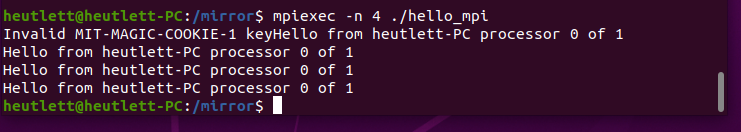 heutlett@heutlett-PC:/mirror$ mpiexec -n 4 ./hello_mpi
Invalid MIT-MAGIC-COOKIE-1 keyHello from heutlett-PC processor 0 of 1
Hello from heutlett-PC processor 0 of 1
Hello from heutlett-PC processor 0 of 1
Hello from heutlett-PC processor 0 of 1
heutlett@heutlett-PC:/mirror$